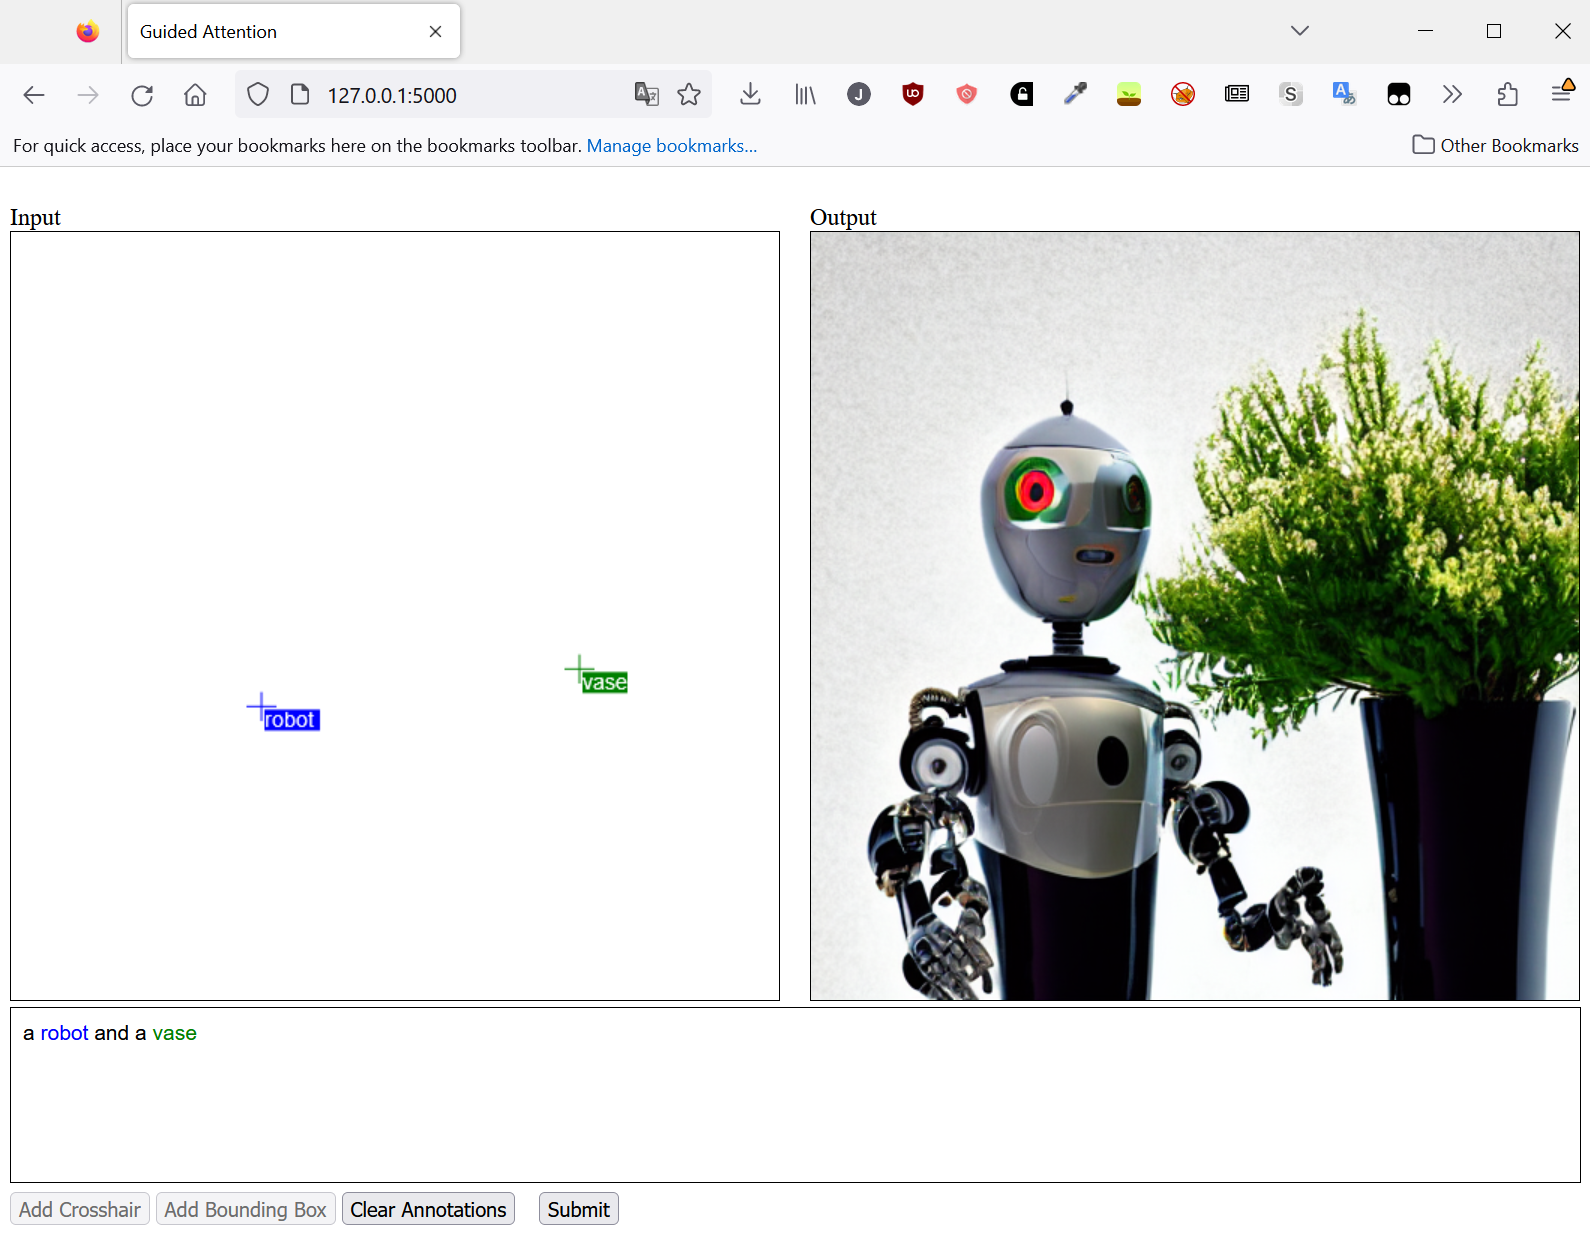 Guided Attention
127.0.0.1:5000
For quick access, place your bookmarks here on the bookmarks toolbar. Manage bookmarks...
Other Bookmarks
Input
Output
vase
robot
a robot and a vase
Add Crosshair
Add Bounding Box
Clear Annotations
Submit